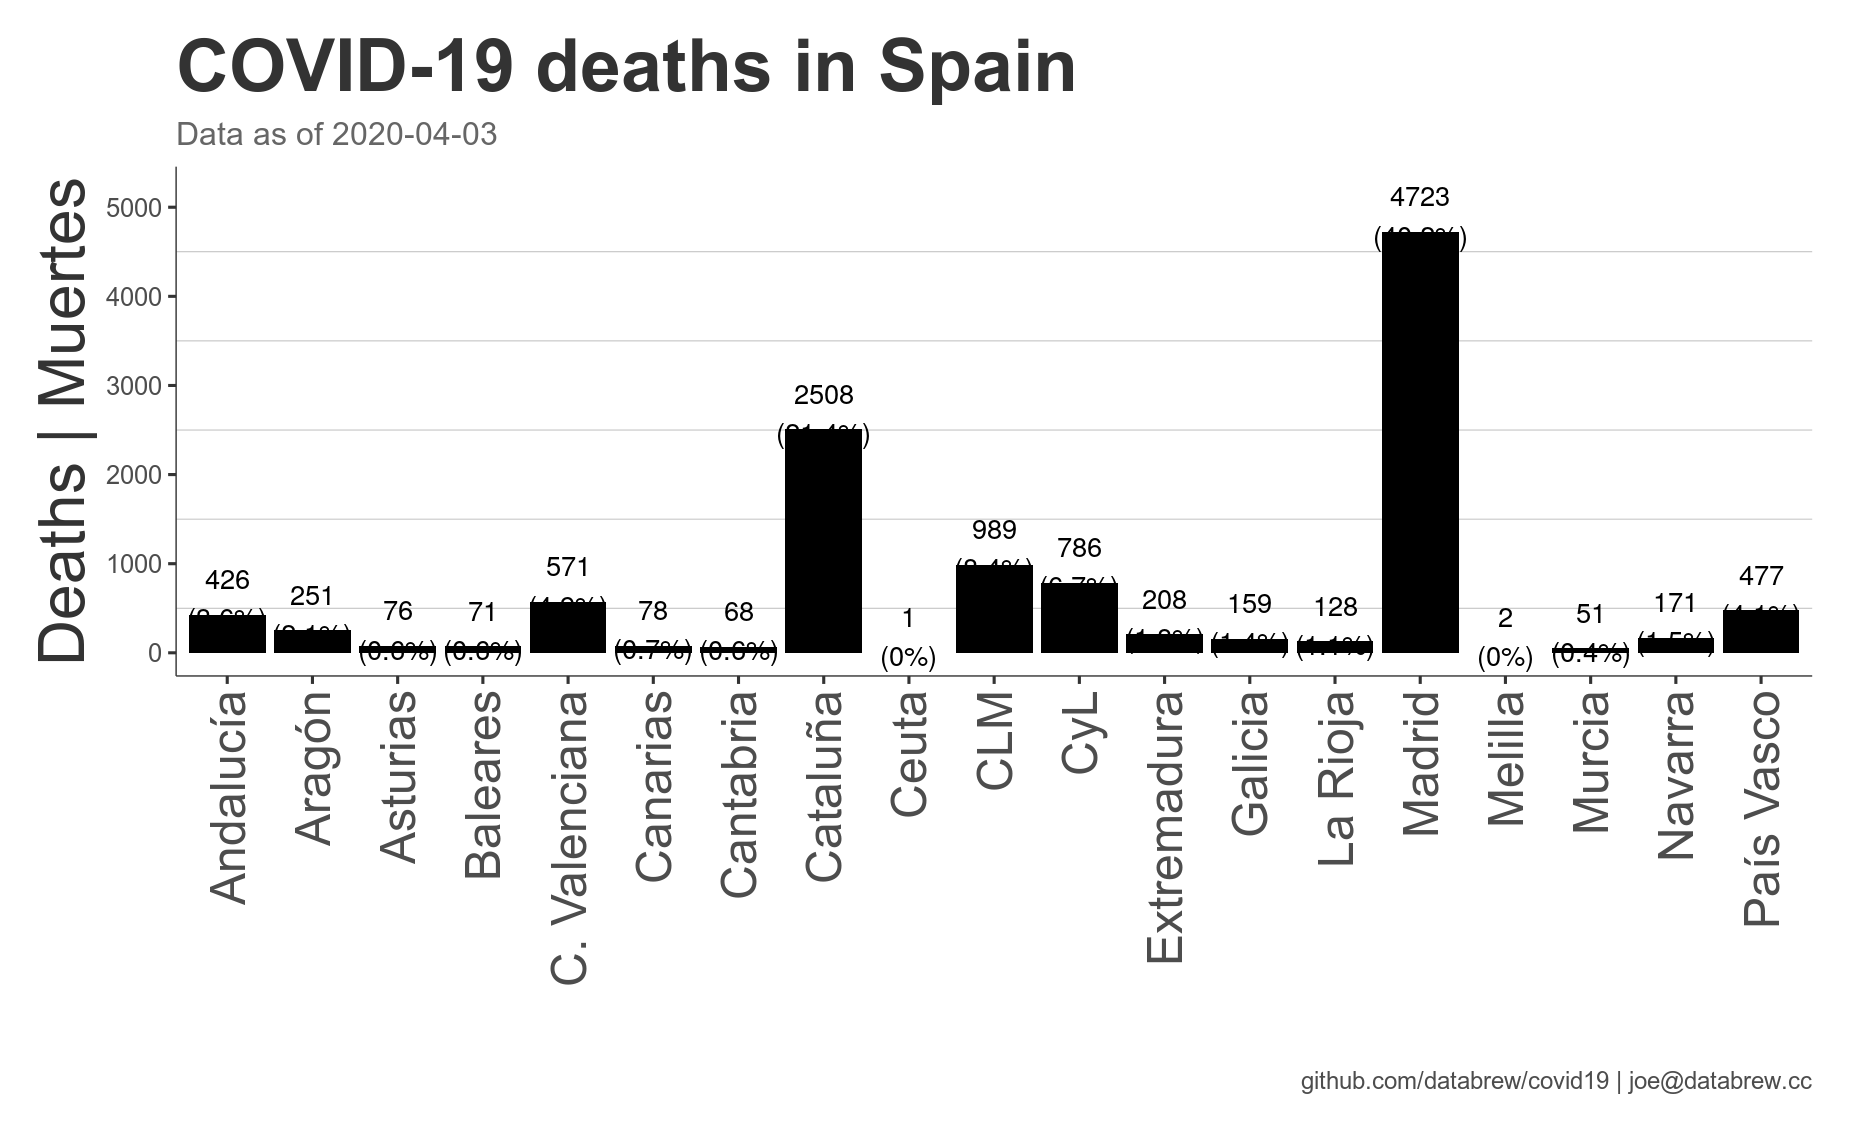 COVID-19 deaths in Spain
Data as of 2020-04-03
Deaths | Muertes
5000
4000
3000
2000
1000
0
426
251
76
71
571
78
68
2508
1
(0%)
989
786
208
159
128
4723
2
(0%)
51
(0.4%)
171
477
Andalucía
Aragón
Asturias
Baleares
C. Valenciana
Canarias
Cantabria
Cataluña
Ceuta
CLM
CyL
Extremadura
Galicia
La Rioja
Madrid
Melilla
Murcia
Navarra
País Vasco
github.com/databrew/covid19 | joe@databrew.cc